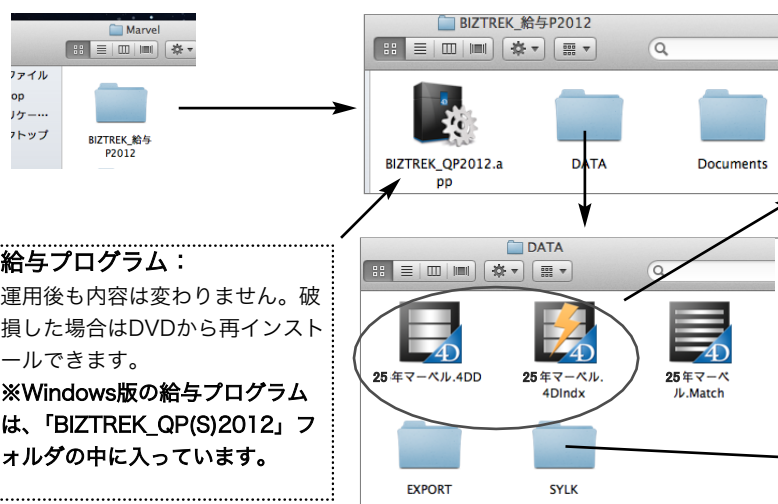 Marvel
ファイル
op
リケー…
クトップ
BIZTREK_給与
P2012
BIZTREK_給与P2012
BIZTREK_QP2012.a
pp
DATA
Documents
給与プログラム：
運用後も内容は変わりません。破
損した場合はDVDから再インスト
ールできます。
※Windows版の給与プログラム
は、「BIZTREK_QP(S)2012」フ
ォルダの中に入っています。
DATA
4D
4D
4D
25年マーベル.4DD
25年マーベル.
4DIndx
25年マーベ
ル.Match
EXPORT
SYLK